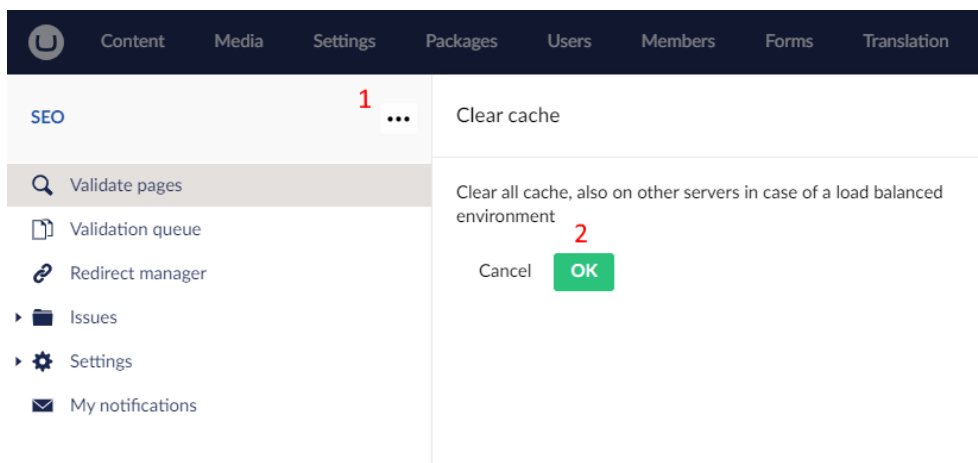 Content Media Settings Packages Users Members Forms Translation
SEO
1
•••
Clear cache
Validate pages
Validation queue
Redirect manager
Issues
Settings
My notifications
Clear all cache, also on other servers in case of a load balanced
environment
2
Cancel OK